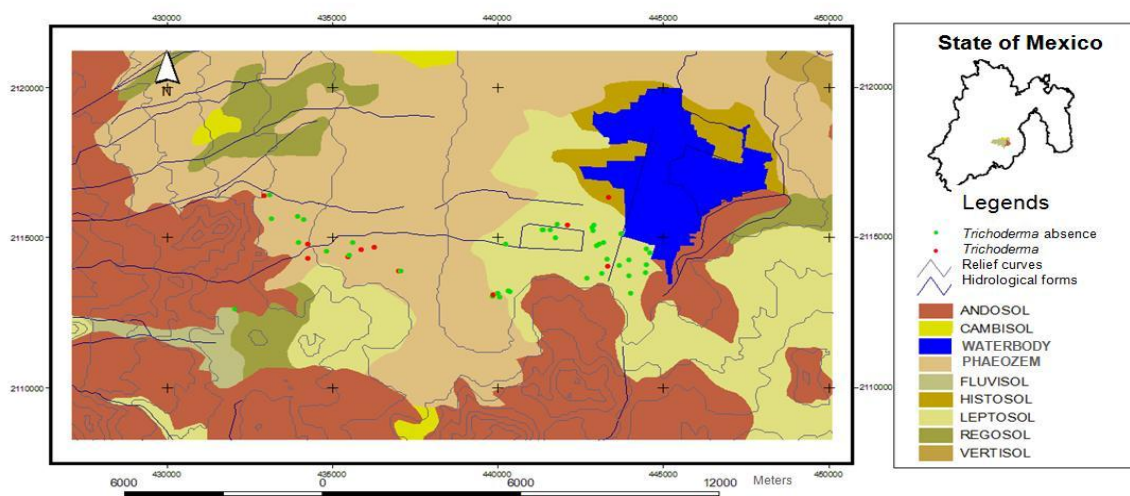 430000 435000 440000 445000 450000
2120000 2120000
N
2115000 2115000
2110000 2110000
430000 435000 440000 445000 450000
6000 0 6000 12000 Meters
State of Mexico
Legends
Trichoderma absence
Trichoderma
Relief curves
Hidrological forms
ANDOSOL
CAMBISOL
WATERBODY
PHAEOZEM
FLUVISOL
HISTOSOL
LEPTOSOL
REGOSOL
VERTISOL